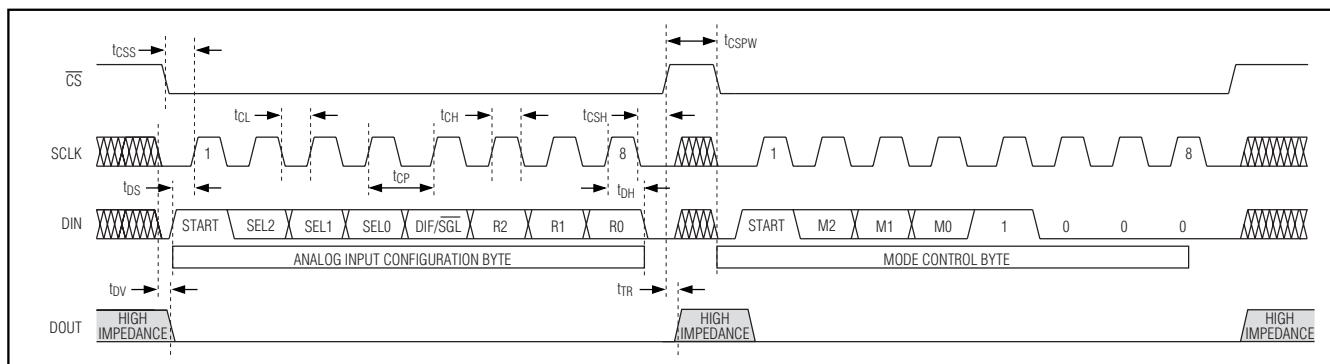 tCSS
tCSPW
CS
tCL
tCH
tCSH
SCLK
1
8
1
8
tDS
tCP
tDH
DIN
START SEL2 SEL1 SEL0 DIF/SGL R2 R1 R0
START M2 M1 M0 1 0 0 0
ANALOG INPUT CONFIGURATION BYTE
MODE CONTROL BYTE
tDV
tTR
DOUT
HIGH
IMPEDANCE
HIGH
IMPEDANCE
HIGH
IMPEDANCE